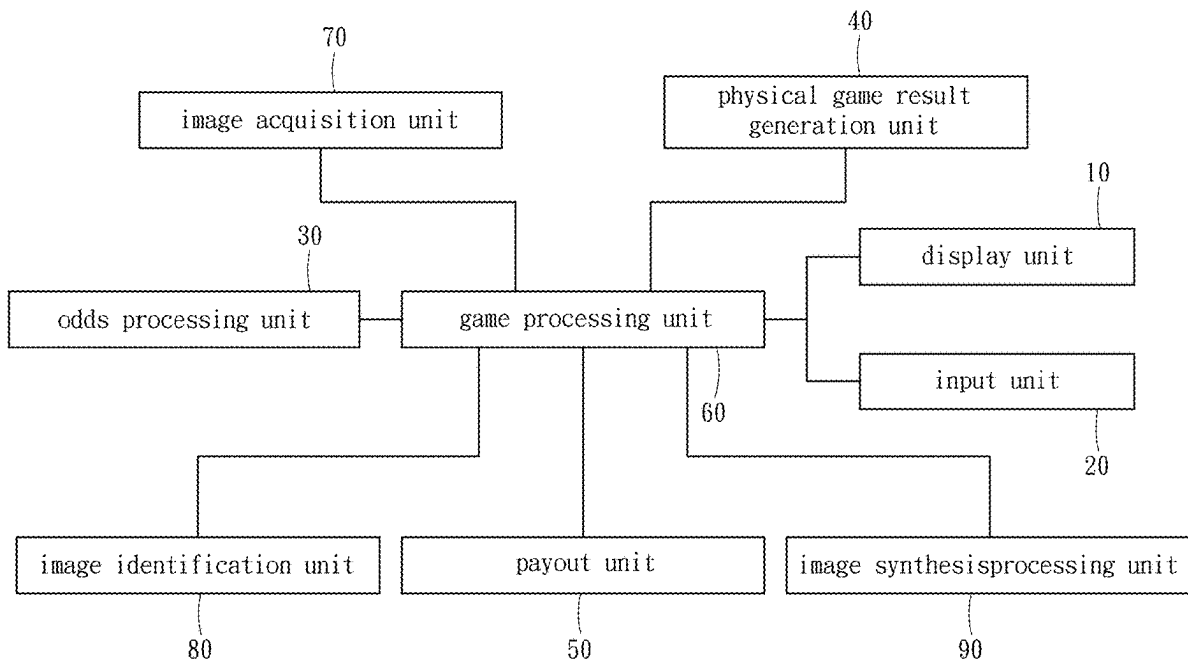 70
40
image acquisition unit
physical game result
generation unit
10
30
display unit
odds processing unit
game processing unit
60
input unit
20
image identification unit
payout unit
image synthesisprocessing unit
80
50
90